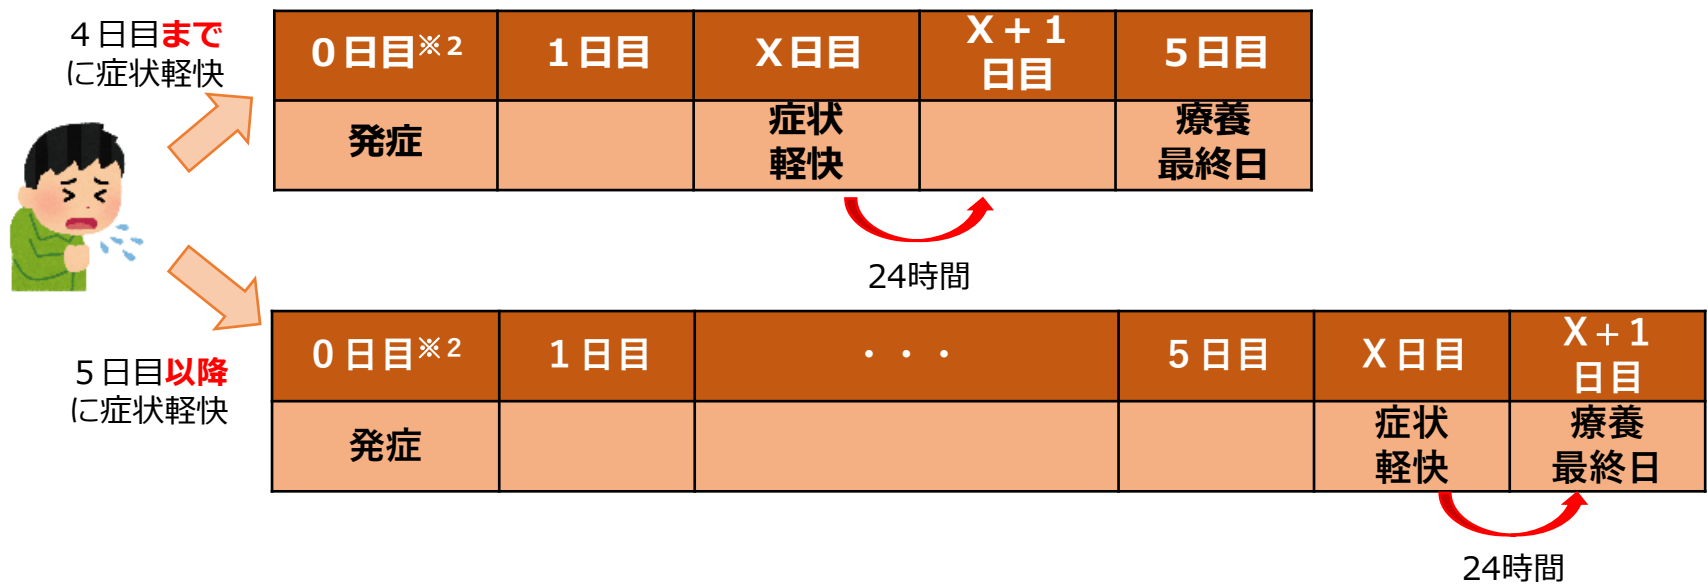 ４日目まで
に症状軽快
０日目※２ １日目 Ｘ日目 Ｘ＋１日目 ５日目
発症 症状軽快 療養最終日
24時間
５日目以降
に症状軽快
０日目※２ １日目 ・・・ ５日目 Ｘ日目 Ｘ＋１日目
発症 症状軽快 療養最終日
24時間